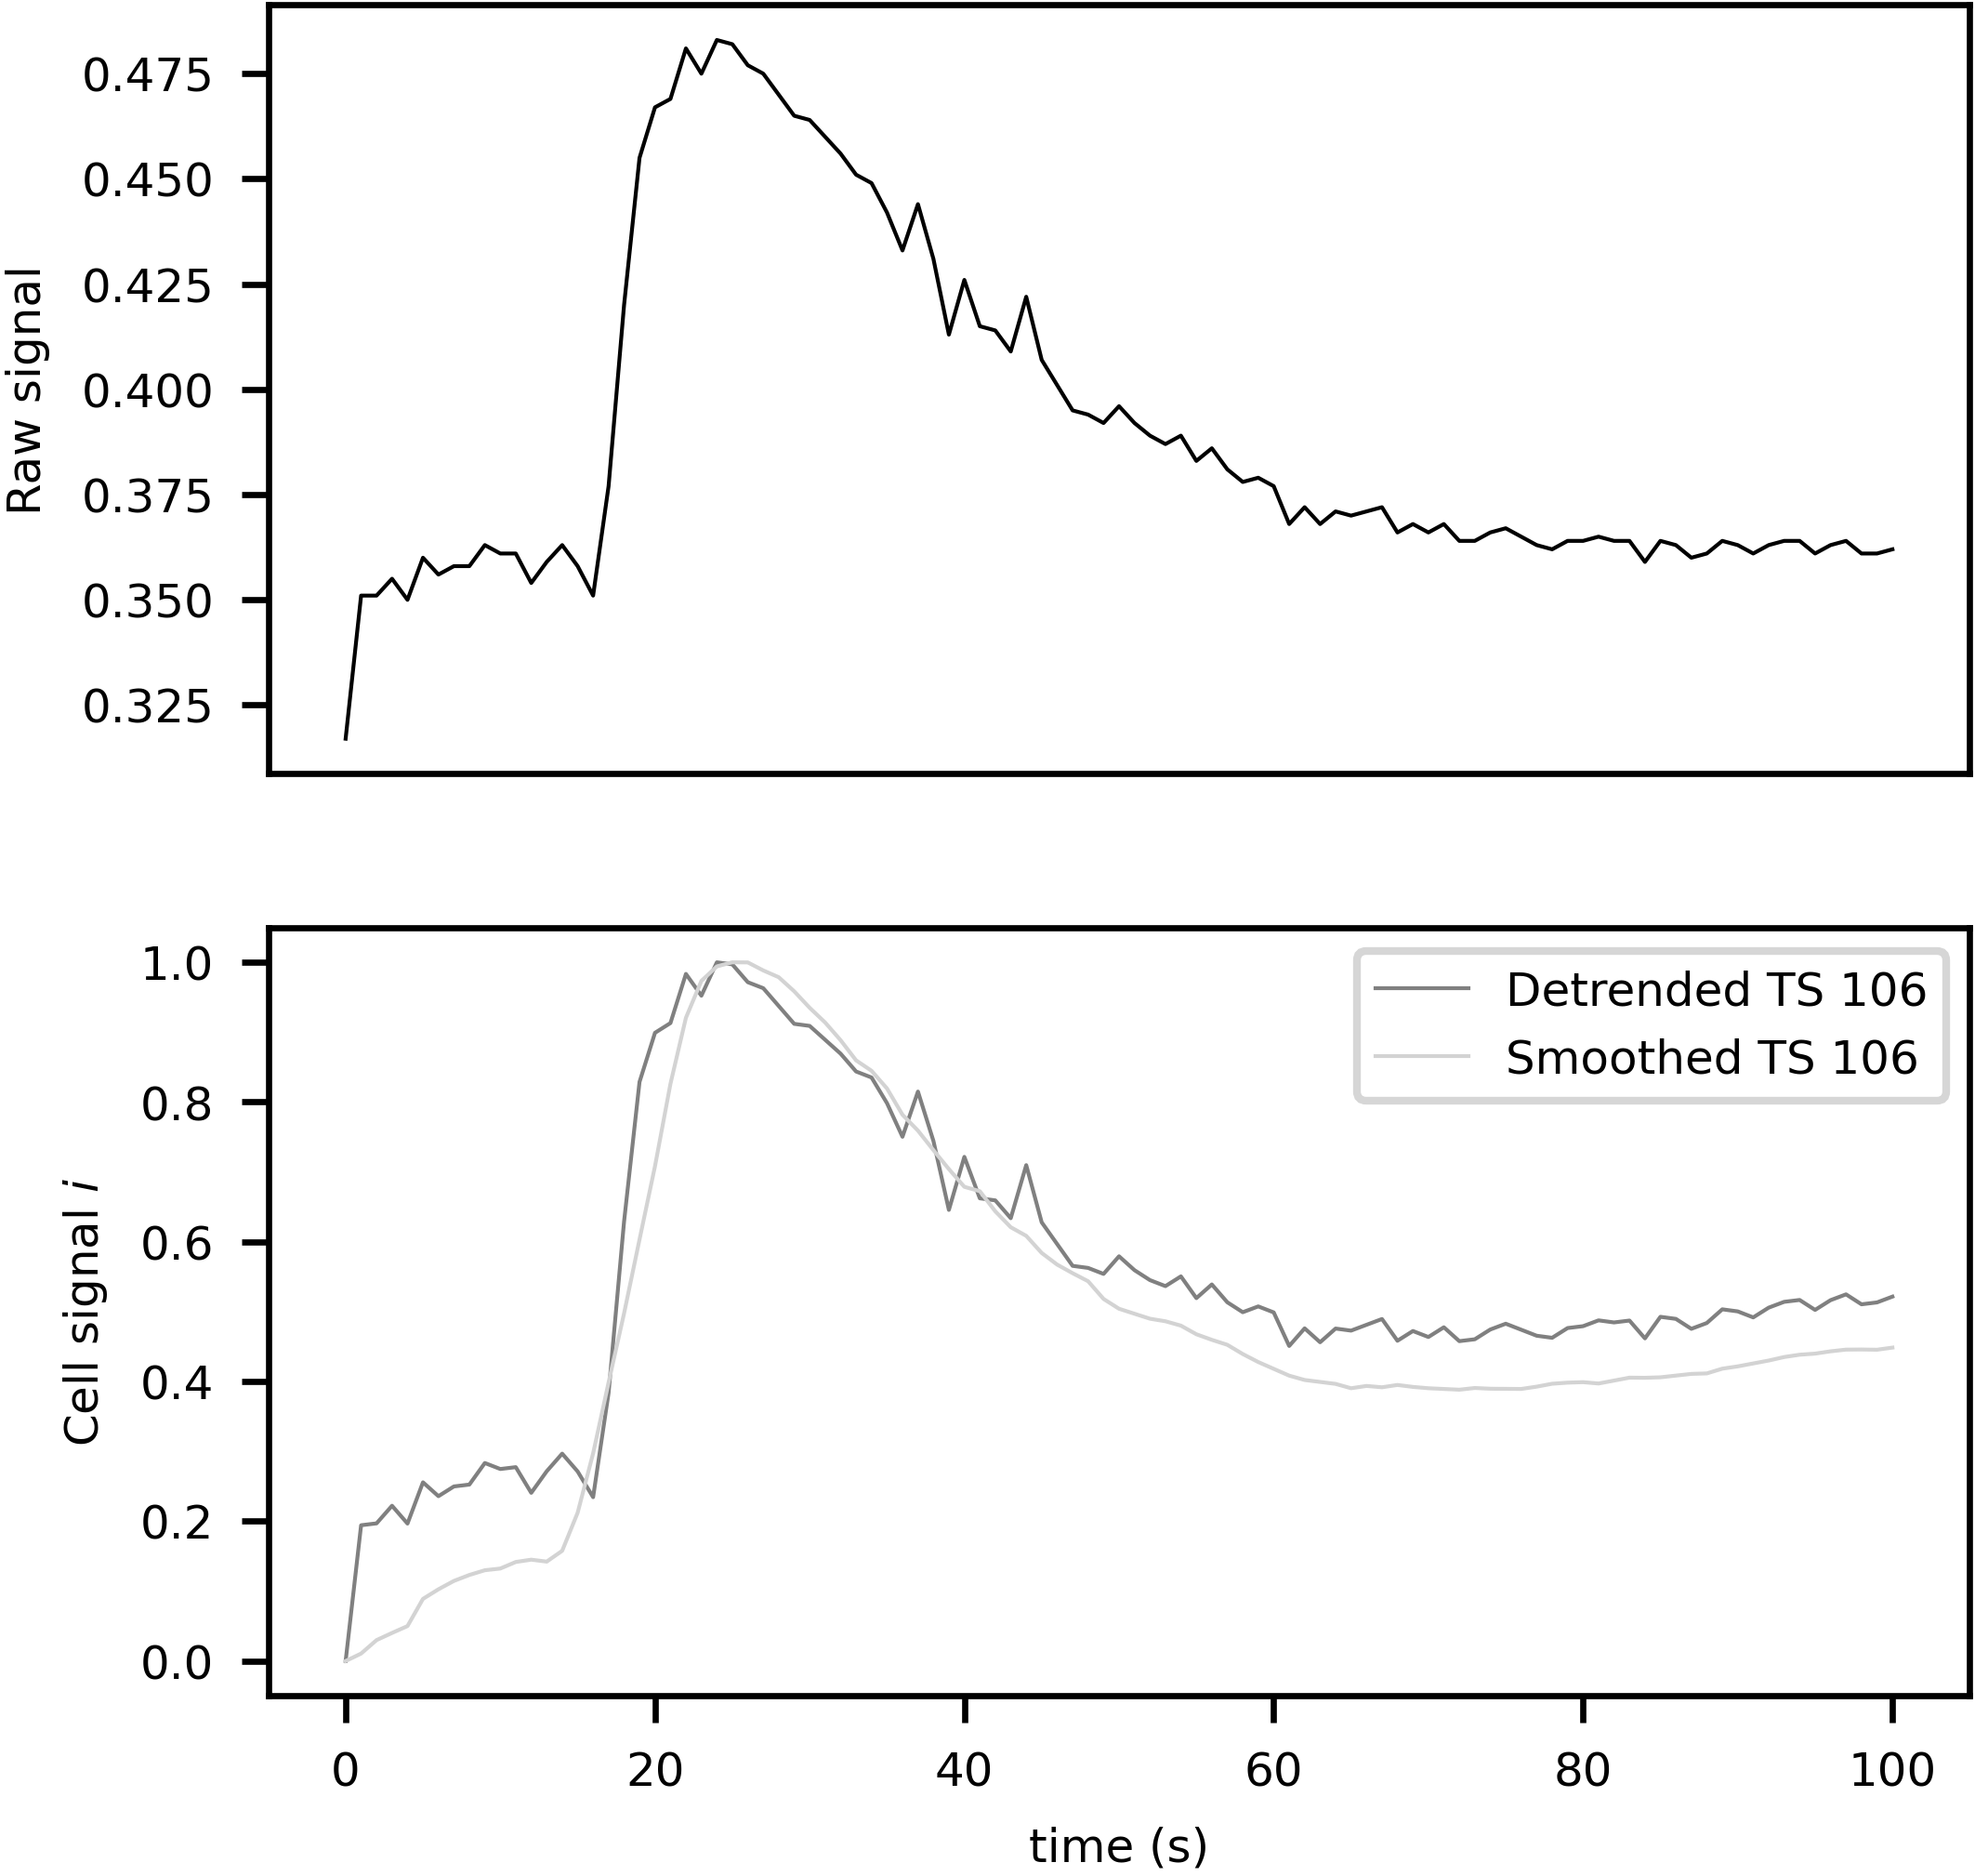 Raw signal
0.475
0.450
0.425
0.400
0.375
0.350
0.325
Cell signal i
1.0
0.8
0.6
0.4
0.2
0.0
Detrended TS 106
Smoothed TS 106
0 20 40 60 80 100
time (s)